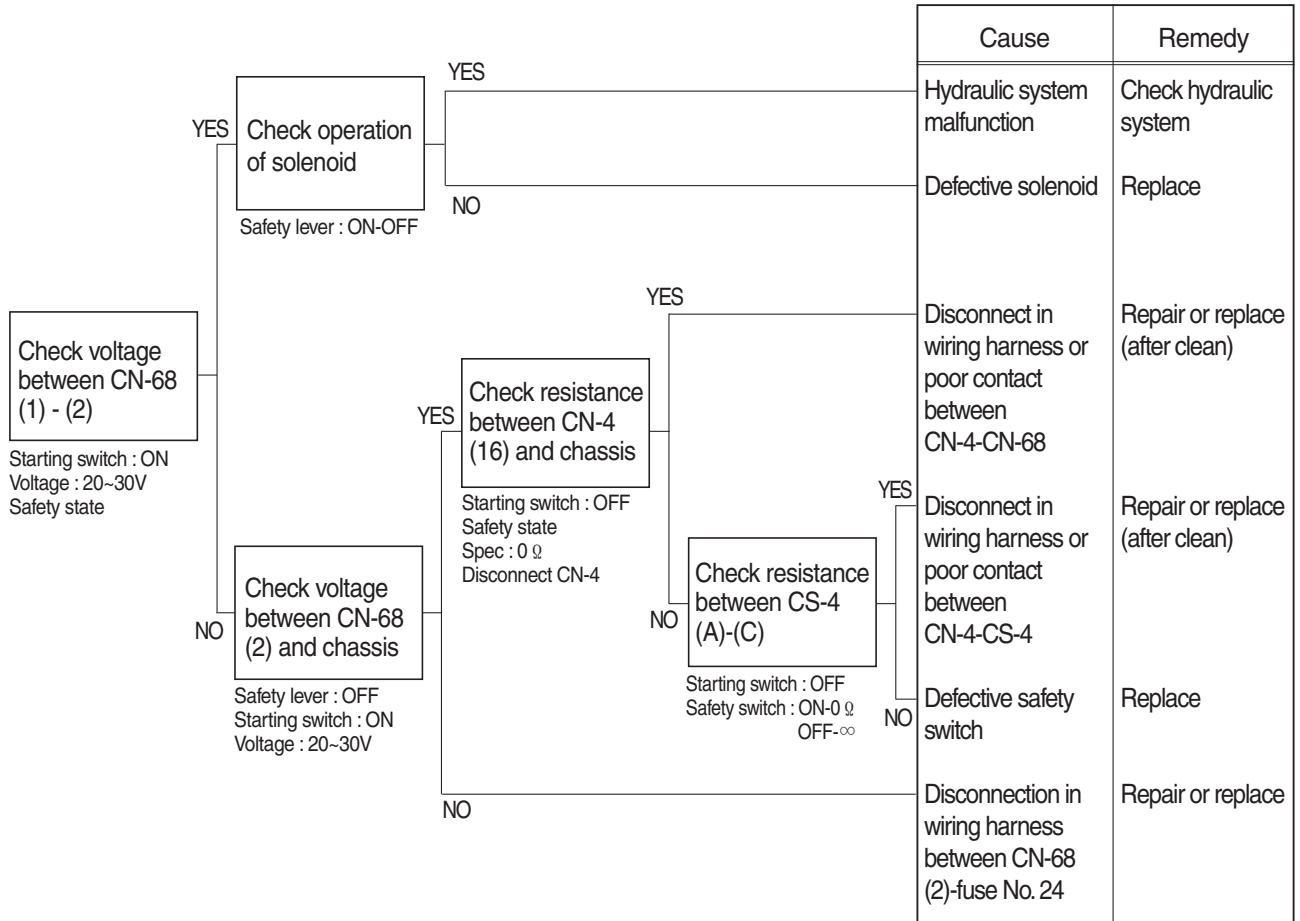 Cause
Remedy
YES
Hydraulic system
malfunction
Check hydraulic
system
YES
Check operation
of solenoid
NO
Defective solenoid
Replace
Safety lever : ON-OFF
YES
Disconnect in
wiring harness or
poor contact
between
CN-4-CN-68
Repair or replace
(after clean)
Check voltage
between CN-68
(1) - (2)
Starting switch : ON
Voltage : 20~30V
Safety state
YES
Check resistance
between CN-4
(16) and chassis
Starting switch : OFF
Safety state
Spec : 0 Ω
Disconnect CN-4
YES
Disconnect in
wiring harness or
poor contact
between
CN-4-CS-4
Repair or replace
(after clean)
NO
Check voltage
between CN-68
(2) and chassis
Safety lever : OFF
Starting switch : ON
Voltage : 20~30V
NO
Check resistance
between CS-4
(A)-(C)
Starting switch : OFF
Safety switch : ON-0 Ω
OFF-∞
NO
Defective safety
switch
Replace
NO
Disconnection in
wiring harness
between CN-68
(2)-fuse No. 24
Repair or replace